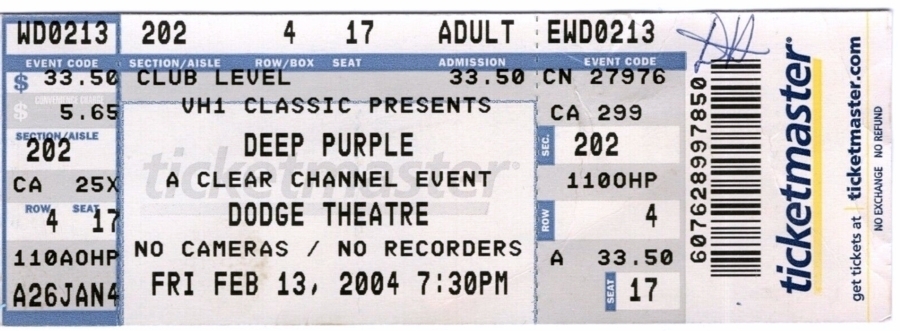 WD0213 202 4 17 ADULT EWD0213
EVENT CODE SECTION/AISLE ROW/BOX SEAT ADMISSION EVENT CODE
$ 33.50 CLUB LEVEL 33.50 CN 27976
CONVENIENCE CHARGE
$ 5.65
VH1 CLASSIC PRESENTS
CA 299
SECTION/AISLE
202
DEEP PURPLE
SEC. 202
ticketmaster
CA 25X
A CLEAR CHANNEL EVENT
110OHP
ROW SEAT
4 17
DODGE THEATRE
ROW 4
110AOHP
NO CAMERAS / NO RECORDERS
A 33.50
A26JAN4
FRI FEB 13, 2004 7:30PM
SEAT 17
607628997850
ticketmaster
get tickets at ticketmaster.com
NO EXCHANGE NO REFUND